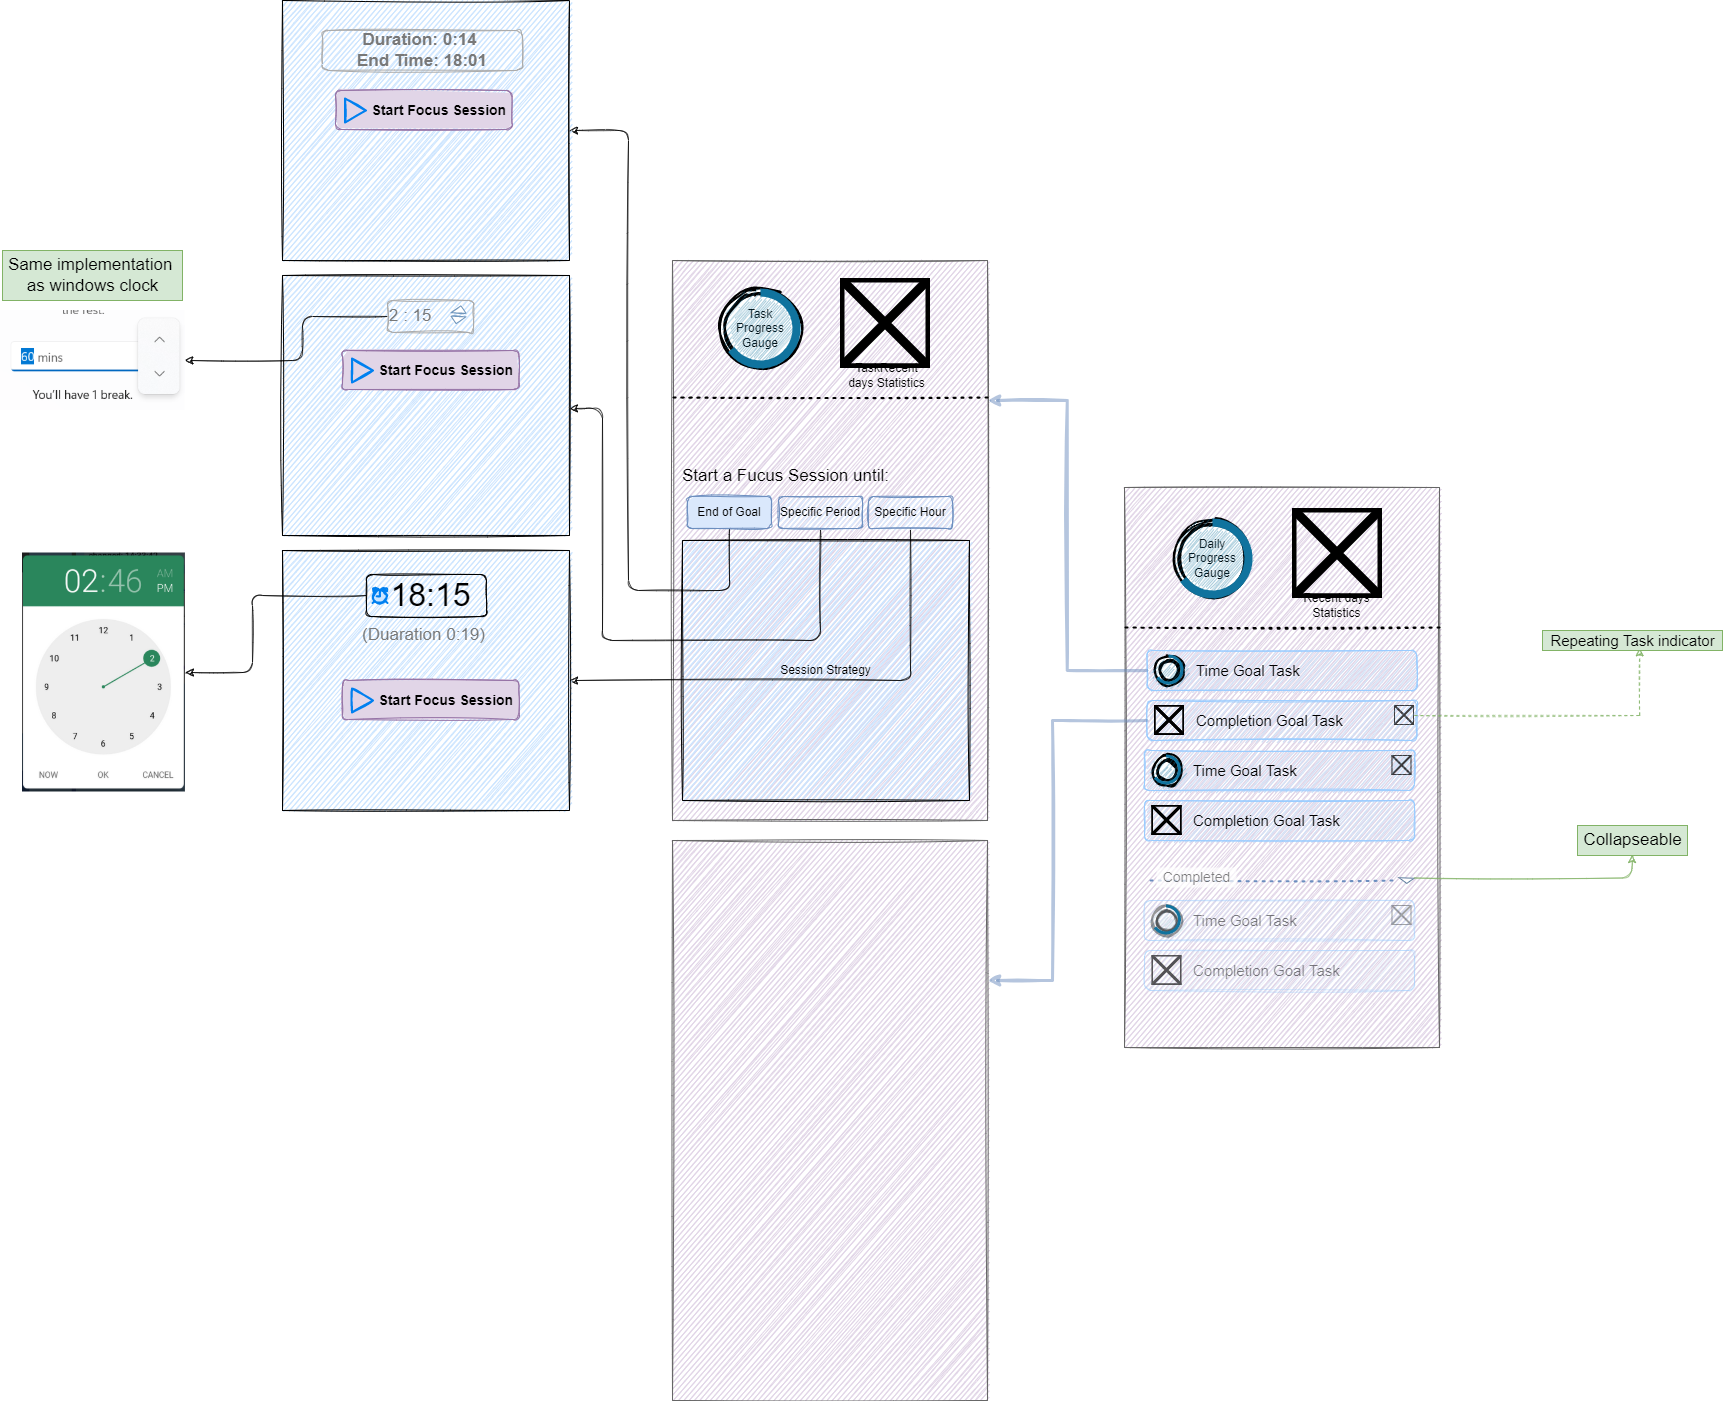 Duration: 0:14
End Time: 18:01
Start Focus Session
Same implementation
as windows clock
the rest.
60 mins
You'll have 1 break.
2 : 15
Start Focus Session
02:46
AM
PM
12
11
1
10
2
9
3
8
4
7
5
6
NOW
OK
CANCEL
18:15
(Duaration 0:19)
Start Focus Session
Task
Progress
Gauge
TaskRecent
days Statistics
Start a Fucus Session until:
End of Goal
Specific Period
Specific Hour
Session Strategy
Daily
Progress
Gauge
Recent days
Statistics
Time Goal Task
Completion Goal Task
Time Goal Task
Completion Goal Task
Completed
Time Goal Task
Completion Goal Task
Repeating Task indicator
Collapseable